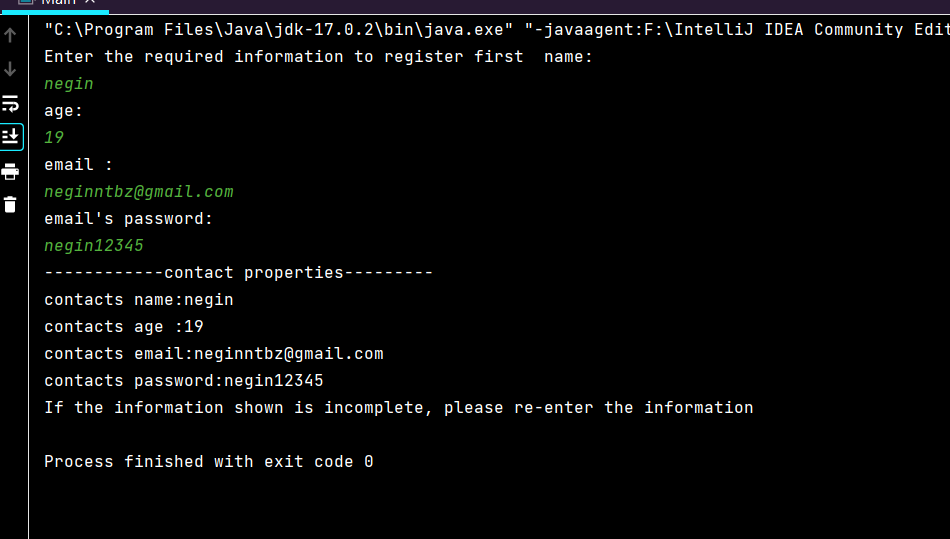 Main ×
"C:\Program Files\Java\jdk-17.0.2\bin\java.exe" "-javaagent:F:\IntelliJ IDEA Community Edit
Enter the required information to register first  name:
negin
age:
19
email :
neginntbz@gmail.com
email's password:
negin12345
------------contact properties---------
contacts name:negin
contacts age :19
contacts email:neginntbz@gmail.com
contacts password:negin12345
If the information shown is incomplete, please re-enter the information
Process finished with exit code 0